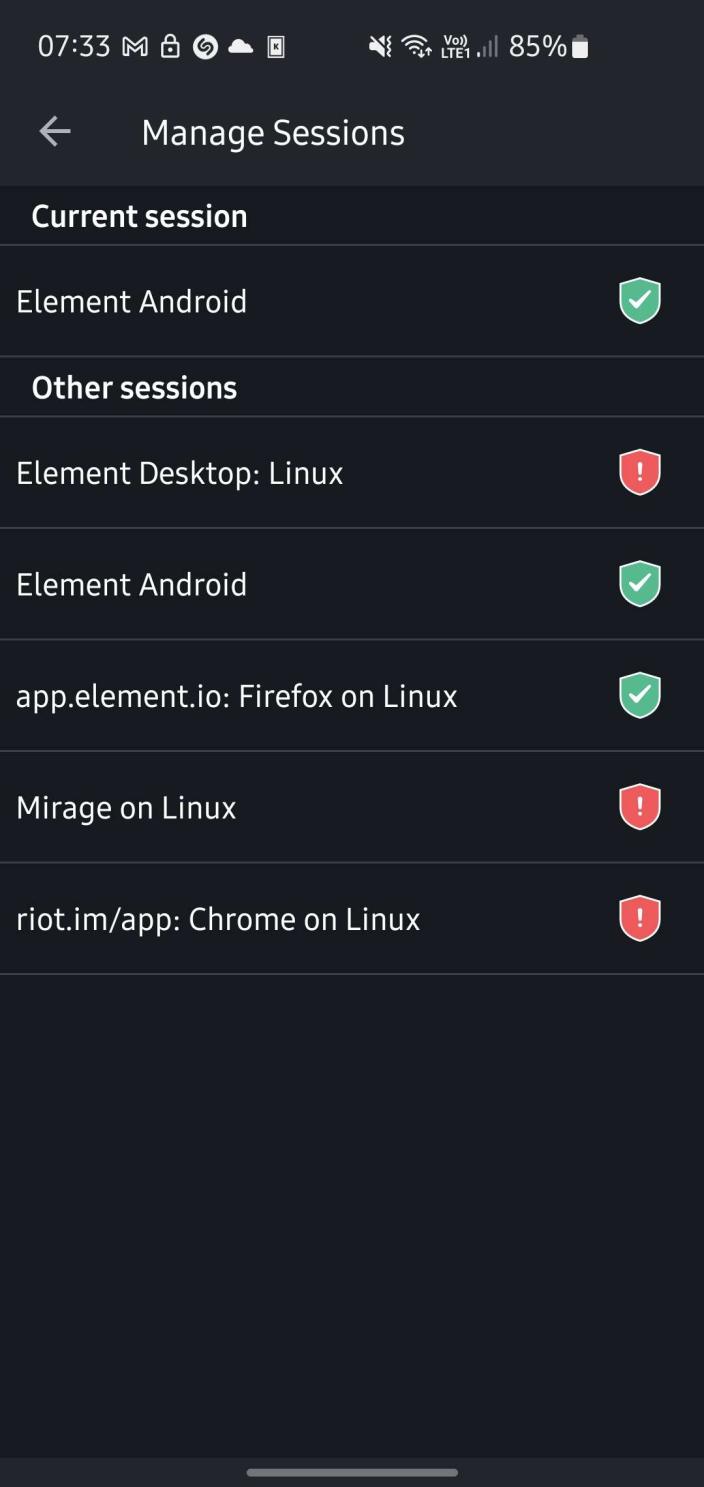 07:33 Vo)) LTE1 85%
Manage Sessions
Current session
Element Android
Other sessions
Element Desktop: Linux
Element Android
app.element.io: Firefox on Linux
Mirage on Linux
riot.im/app: Chrome on Linux